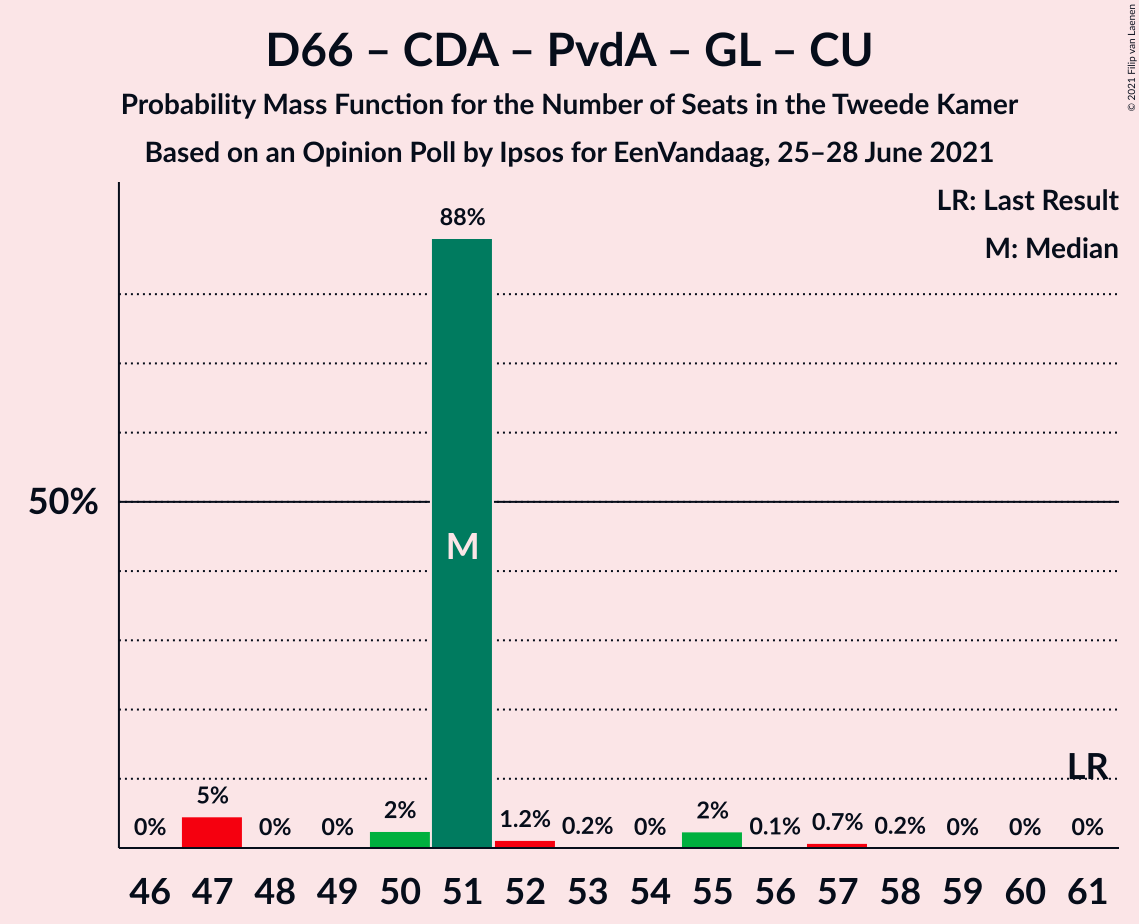 D66 – CDA – PvdA – GL – CU
Probability Mass Function for the Number of Seats in the Tweede Kamer
Based on an Opinion Poll by Ipsos for EenVandaag, 25–28 June 2021
© 2021 Filip van Laenen
LR: Last Result
M: Median
88%
50%
M
LR
0% 5% 0% 0% 2% 1.2% 0.2% 0% 2% 0.1% 0.7% 0.2% 0% 0% 0%
46 47 48 49 50 51 52 53 54 55 56 57 58 59 60 61